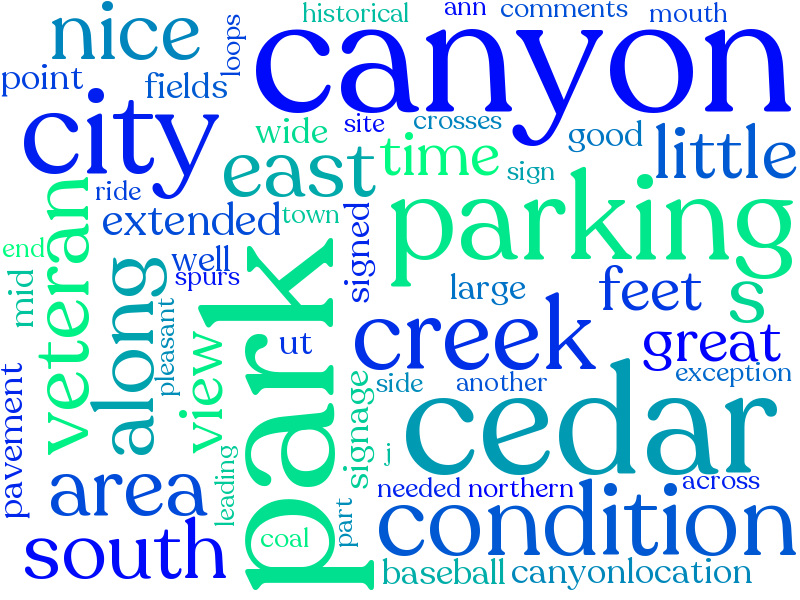 historical
ann
comments
mouth
nice
loops
canyon
point
fields
city
wide
site
crosses
good
little
east
time
sign
ride
extended
town
signed
parking
veteran
end
mid
along
well
spurs
pleasant
view
ut
park
large
feet
s
creek
great
exception
side
another
cedar
pavement
area
leading
signage
j
part
needed
northern
across
condition
south
coal
baseball
canyonlocation